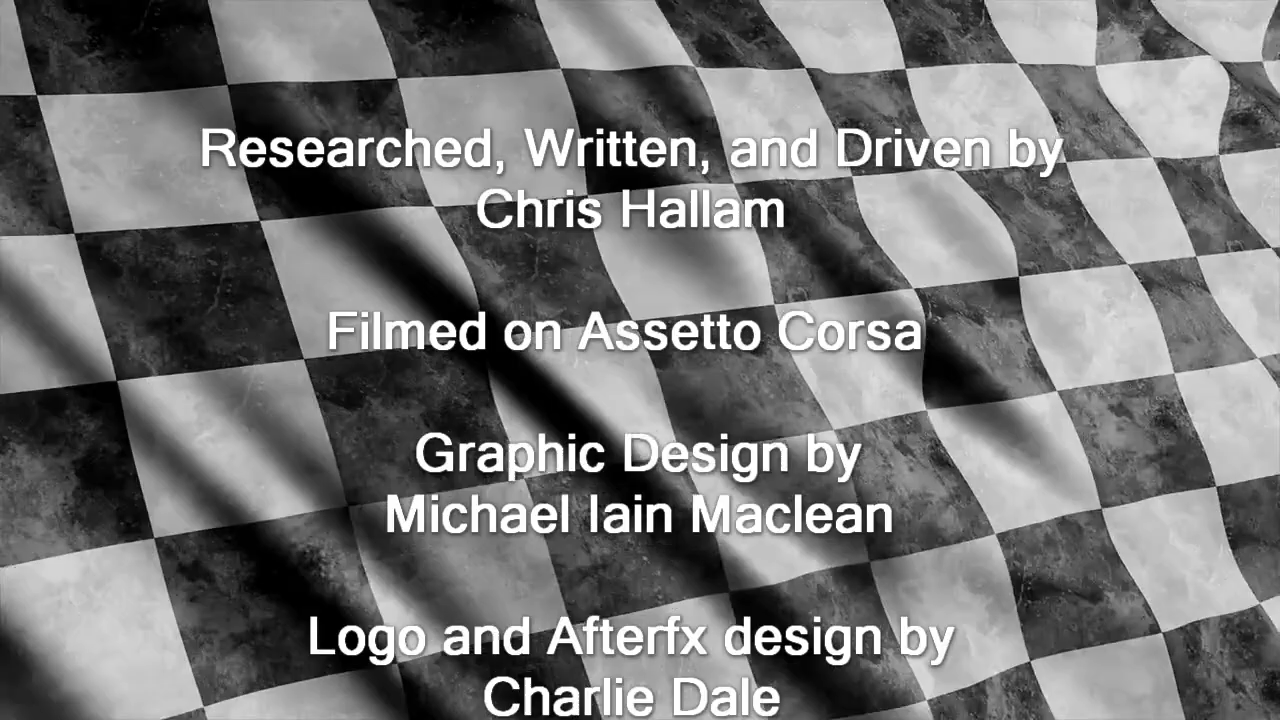 Researched, Written, and Driven by
Chris Hallam
Filmed on Assetto Corsa
Graphic Design by
Michael Iain Maclean
Logo and Afterfx design by
Charlie Dale